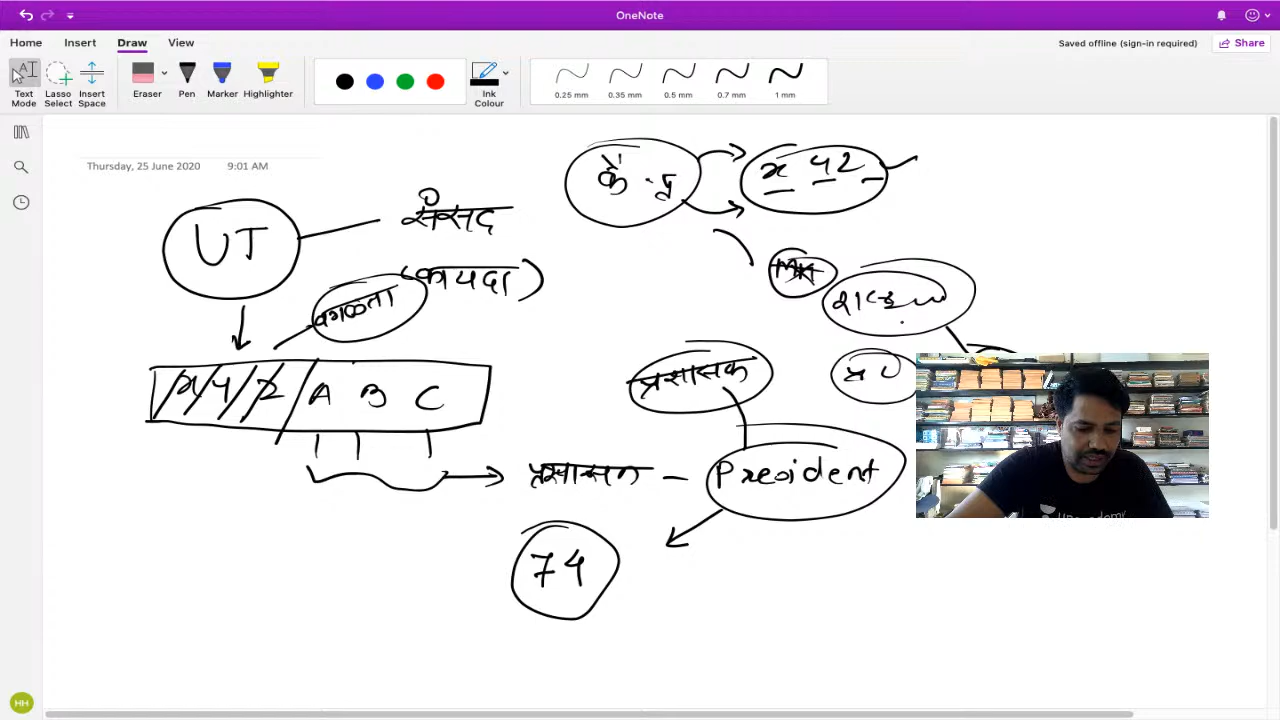 OneNote
Home Insert Draw View
Saved offline (sign-in required) Share
Text Mode
Lasso Select
Insert Space
Eraser
Pen
Marker
Highlighter
Ink Colour
0.25 mm 0.35 mm 0.5 mm 0.7 mm 1 mm
Thursday, 25 June 2020 9:01 AM
UT
संसद
(कायदा)
वगळता
x y z A B C
प्रशासन - President
प्रशासक
74
x y z
HH